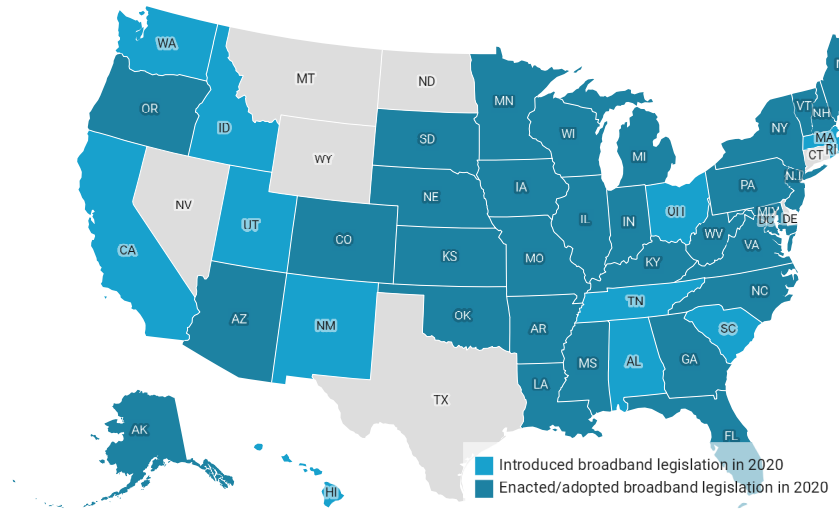 WA
MT
ND
MN
OR
ID
SD
WI
MI
NY
VT
NH
MA
CT
RI
WY
NV
UT
NE
IA
PA
NJ
CA
CO
KS
MO
IL
IN
OH
WV
VA
MD
DC
DE
KY
AZ
NM
OK
AR
TN
NC
SC
TX
LA
MS
AL
GA
FL
AK
HI
Introduced broadband legislation in 2020
Enacted/adopted broadband legislation in 2020